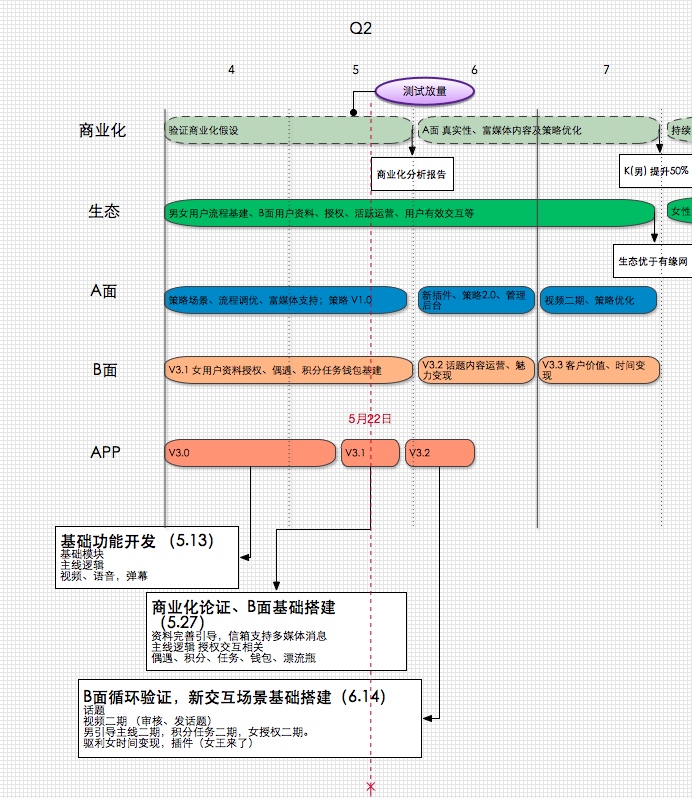 Q2
4
5
6
7
测试放量
商业化
验证商业化假设
A面 真实性、富媒体内容及策略优化
持续
商业化分析报告
K(男) 提升50%
生态
男女用户流程基建、B面用户资料、授权、活跃运营、用户有效交互等
女性
生态优于有缘网
A面
策略场景、流程调优、富媒体支持；策略 V1.0
新插件、策略2.0、管理
后台
视频二期、策略优化
B面
V3.1 女用户资料授权、偶遇、积分任务钱包基建
V3.2 话题内容运营、魅
力变现
V3.3 客户价值、时间变
现
5月22日
APP
V3.0
V3.1
V3.2
基础功能开发 （5.13）
基础模块
主线逻辑
视频、语音，弹幕
商业化论证、B面基础搭建
（5.27）
资料完善引导，信箱支持多媒体消息
主线逻辑 授权交互相关
偶遇、积分、任务、钱包、漂流瓶
B面循环验证，新交互场景基础搭建（6.14）
话题
视频二期 （审核、发话题）
男引导主线二期，积分任务二期，女授权二期。
驱利女时间变现，插件（女王来了）